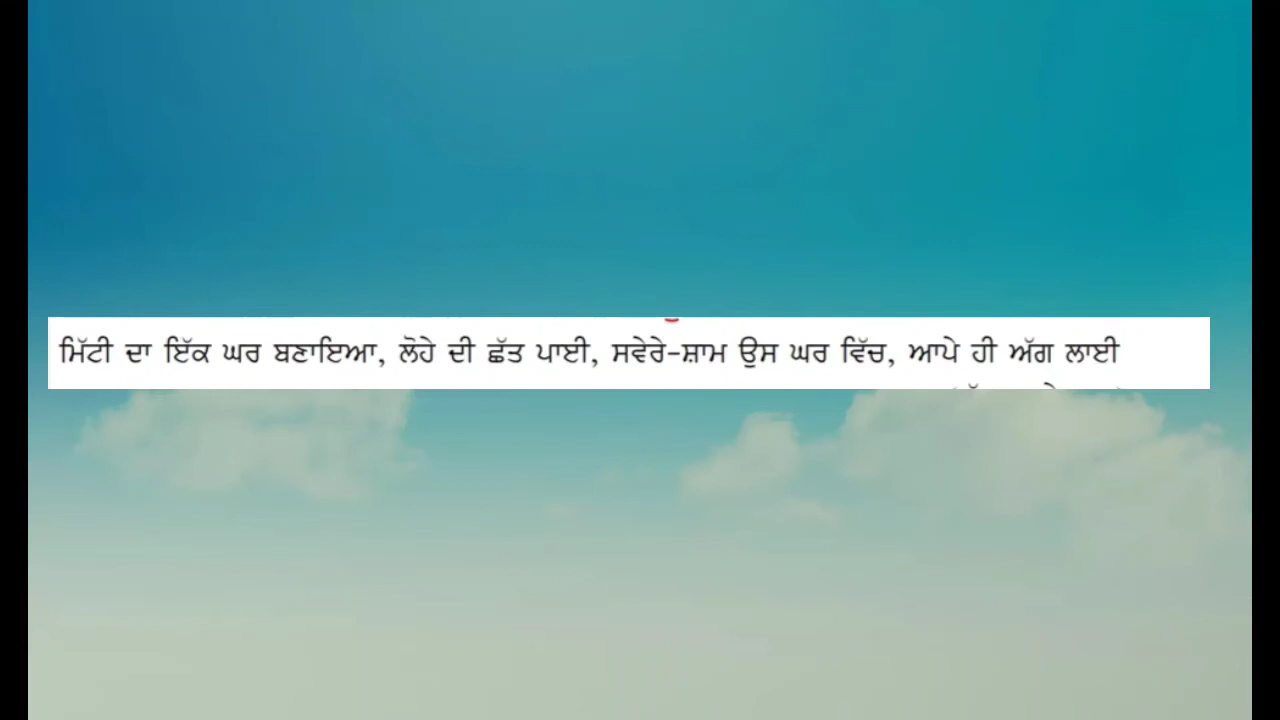 ਮਿੱਟੀ ਦਾ ਇੱਕ ਘਰ ਬਣਾਇਆ, ਲੋਹੇ ਦੀ ਛੱਤ ਪਾਈ, ਸਵੇਰੇ-ਸ਼ਾਮ ਉਸ ਘਰ ਵਿੱਚ, ਆਪੇ ਹੀ ਅੱਗ ਲਾਈ